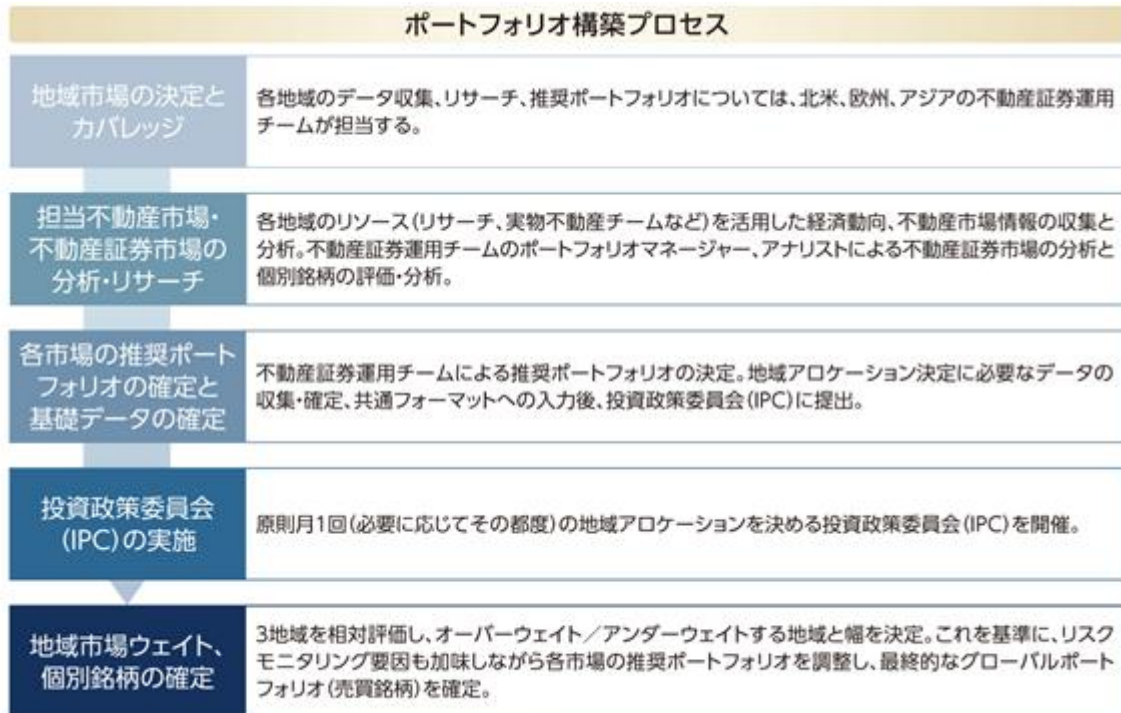 ポートフォリオ構築プロセス
地域市場の決定と
カバレッジ
各地域のデータ収集、リサーチ、推奨ポートフォリオについては、北米、欧州、アジアの不動産証券運用
チームが担当する。
担当不動産市場・
不動産証券市場の
分析・リサーチ
各地域のリソース(リサーチ、実物不動産チームなど)を活用した経済動向、不動産市場情報の収集と
分析。不動産証券運用チームのポートフォリオマネージャー、アナリストによる不動産証券市場の分析と
個別銘柄の評価・分析。
各市場の推奨ポート
フォリオの確定と
基礎データの確定
不動産証券運用チームによる推奨ポートフォリオの決定。地域アロケーション決定に必要なデータの
収集・確定、共通フォーマットへの入力後、投資政策委員会(IPC)に提出。
投資政策委員会
(IPC)の実施
原則月1回(必要に応じてその都度)の地域アロケーションを決める投資政策委員会(IPC)を開催。
地域市場ウェイト、
個別銘柄の確定
3地域を相対評価し、オーバーウェイト／アンダーウェイトする地域と幅を決定。これを基準に、リスク
モニタリング要因も加味しながら各市場の推奨ポートフォリオを調整し、最終的なグローバルポート
フォリオ(売買銘柄)を確定。